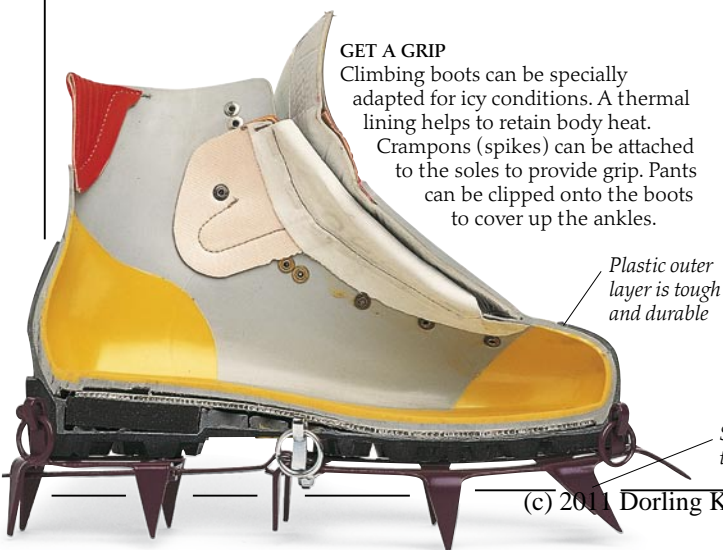 GET A GRIP
Climbing boots can be specially
adapted for icy conditions. A thermal
lining helps to retain body heat.
Crampons (spikes) can be attached
to the soles to provide grip. Pants
can be clipped onto the boots
to cover up the ankles.
Plastic outer
layer is tough
and durable
(c) 2011 Dorling